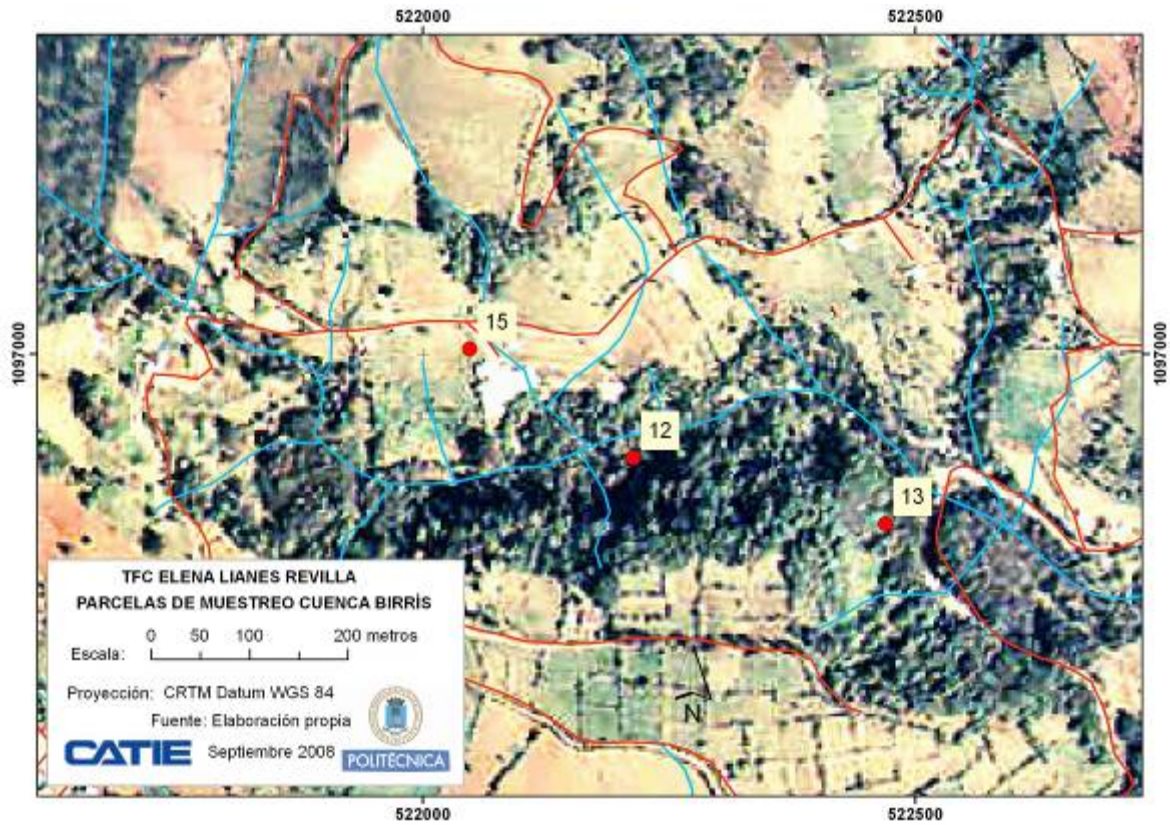 522000 522500
15
1097000 1097000
12
13
TFC ELENA LIANES REVILLA
PARCELAS DE MUESTREO CUENCA BIRRÌS
0 50 100 200 metros
Escala:
Proyección: CRTM Datum WGS 84
Fuente: Elaboración propia
CATIE Septiembre 2008 POLITÉCNICA
N
522000 522500